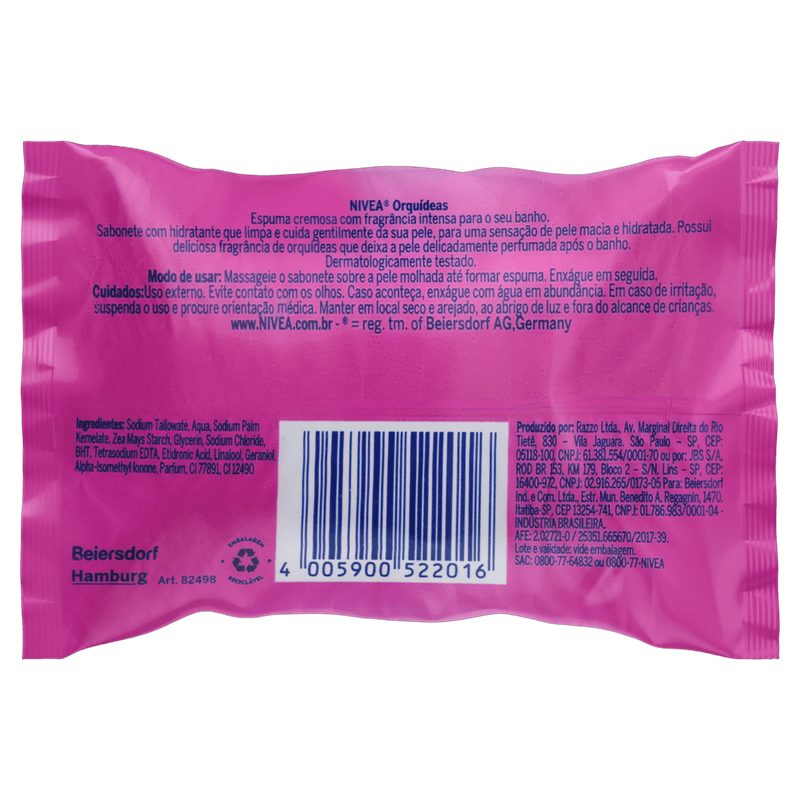 NIVEA® Orquídeas
Espuma cremosa com fragrância intensa para o seu banho.
Sabonete com hidratante que limpa e cuida gentilmente da sua pele, para uma sensação de pele macia e hidratada. Possui
deliciosa fragrância de orquídeas que deixa a pele delicadamente perfumada após o banho.
Dermatologicamente testado.
Modo de usar: Massageie o sabonete sobre a pele molhada até formar espuma. Enxágue em seguida.
Cuidados:Uso externo. Evite contato com os olhos. Caso aconteça, enxágue com água em abundância. Em caso de irritação,
suspenda o uso e procure orientação médica. Manter em local seco e arejado, ao abrigo de luz e fora do alcance de crianças.
www.NIVEA.com.br - ® = reg. tm. of Beiersdorf AG,Germany
Ingredientes: Sodium Tallowate, Aqua, Sodium Palm
Kernelate, Zea Mays Starch, Glycerin, Sodium Chloride,
BHT, Tetrasodium EDTA, Etidronic Acid, Linalool, Geraniol,
Alpha-Isomethyl Ionone, Parfum, CI 77891, CI 12490
Beiersdorf
Hamburg Art. 82498
EMBALAGEM
RECICLÁVEL
4 005900 522016
Produzido por: Razzo Ltda., Av. Marginal Direita do Rio
Tietê, 830 - Vila Jaguara. São Paulo - SP, CEP:
05118-100, CNPJ: 61.381.554/0001-70 ou por: JBS S/A,
ROD BR 153, KM 179, Bloco 2 - S/N. Lins - SP, CEP:
16400-972, CNPJ: 02.916.265/0173-05 Para: Beiersdorf
Ind. e Com. Ltda., Estr. Mun. Benedito A. Regagnin, 1470.
Itatiba-SP, CEP 13254-741, CNPJ: 01.786.983/0001-04 -
INDÚSTRIA BRASILEIRA.
AFE: 2.02721-0 / 25351.665670/2017-39.
Lote e validade: vide embalagem.
SAC: 0800-77-64832 ou 0800-77-NIVEA